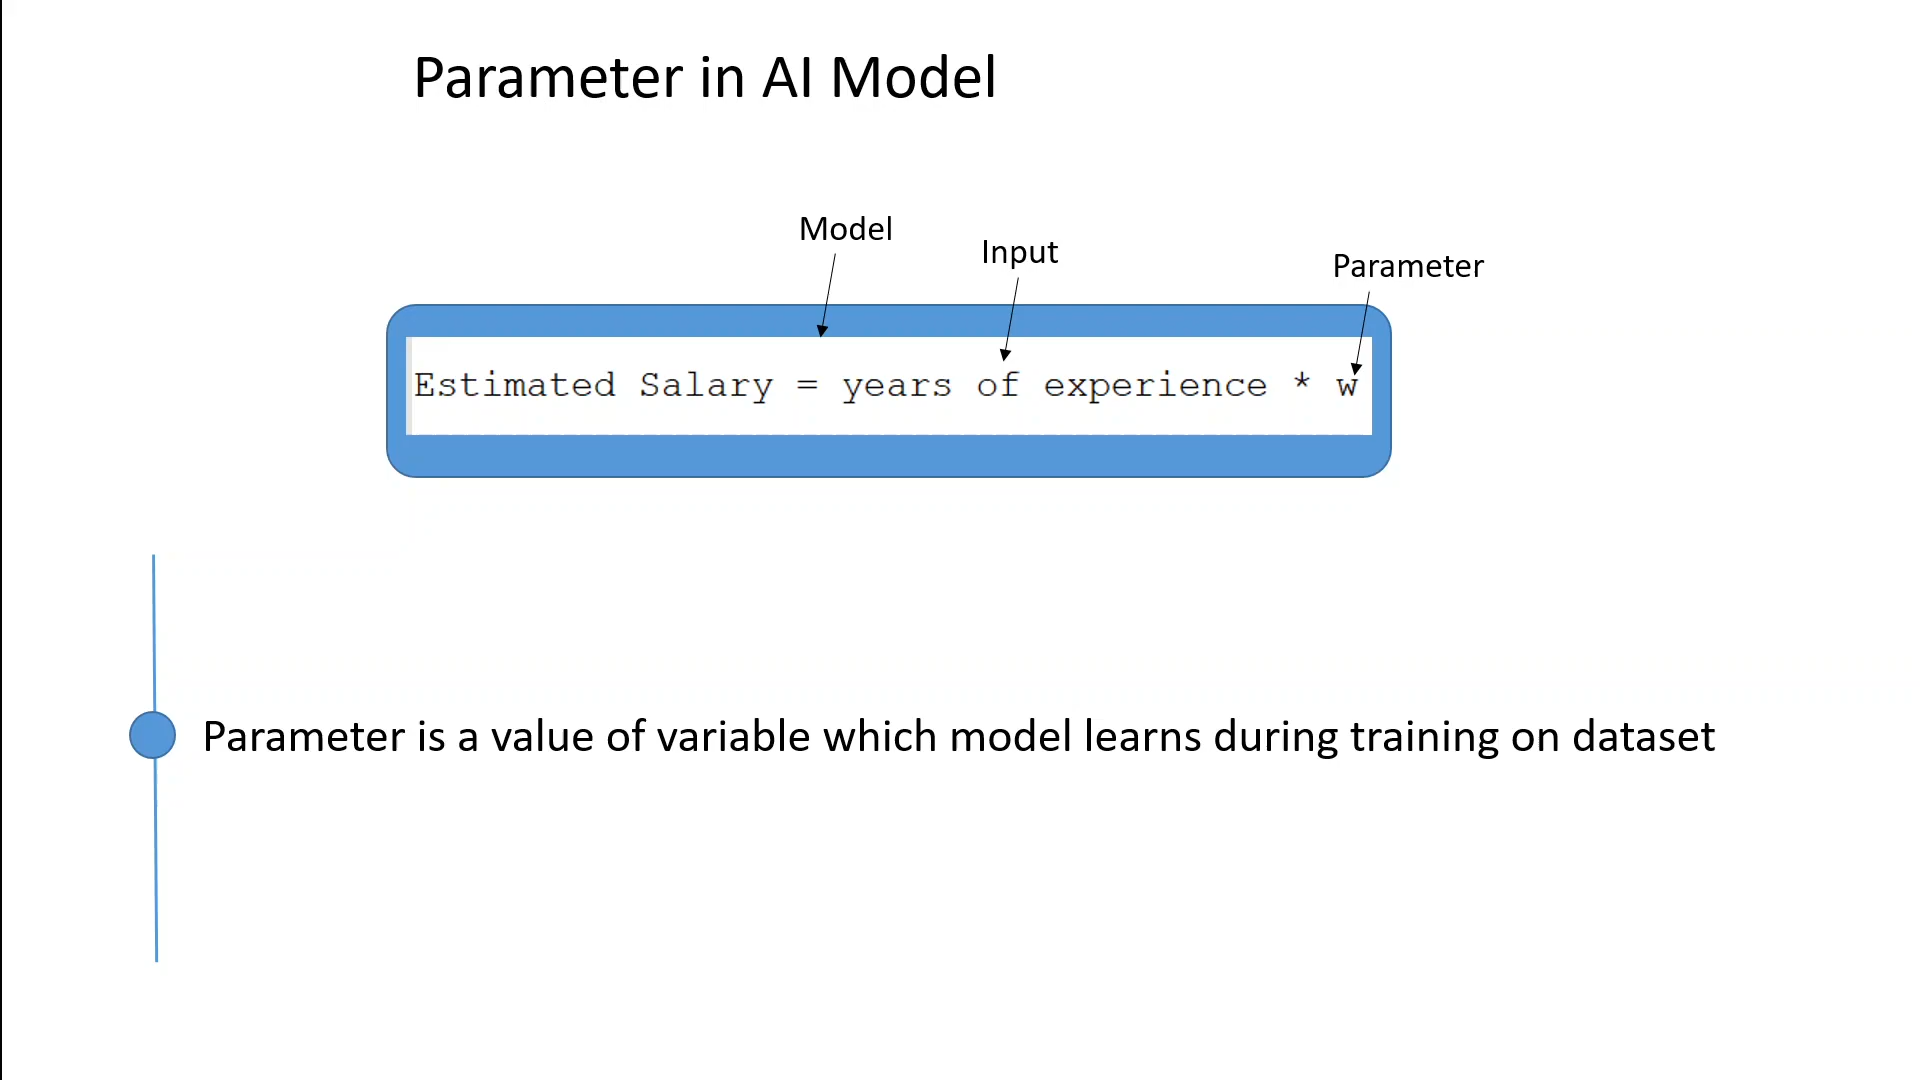 Parameter in AI Model
Model
Input
Parameter
Estimated Salary = years of experience * w
Parameter is a value of variable which model learns during training on dataset